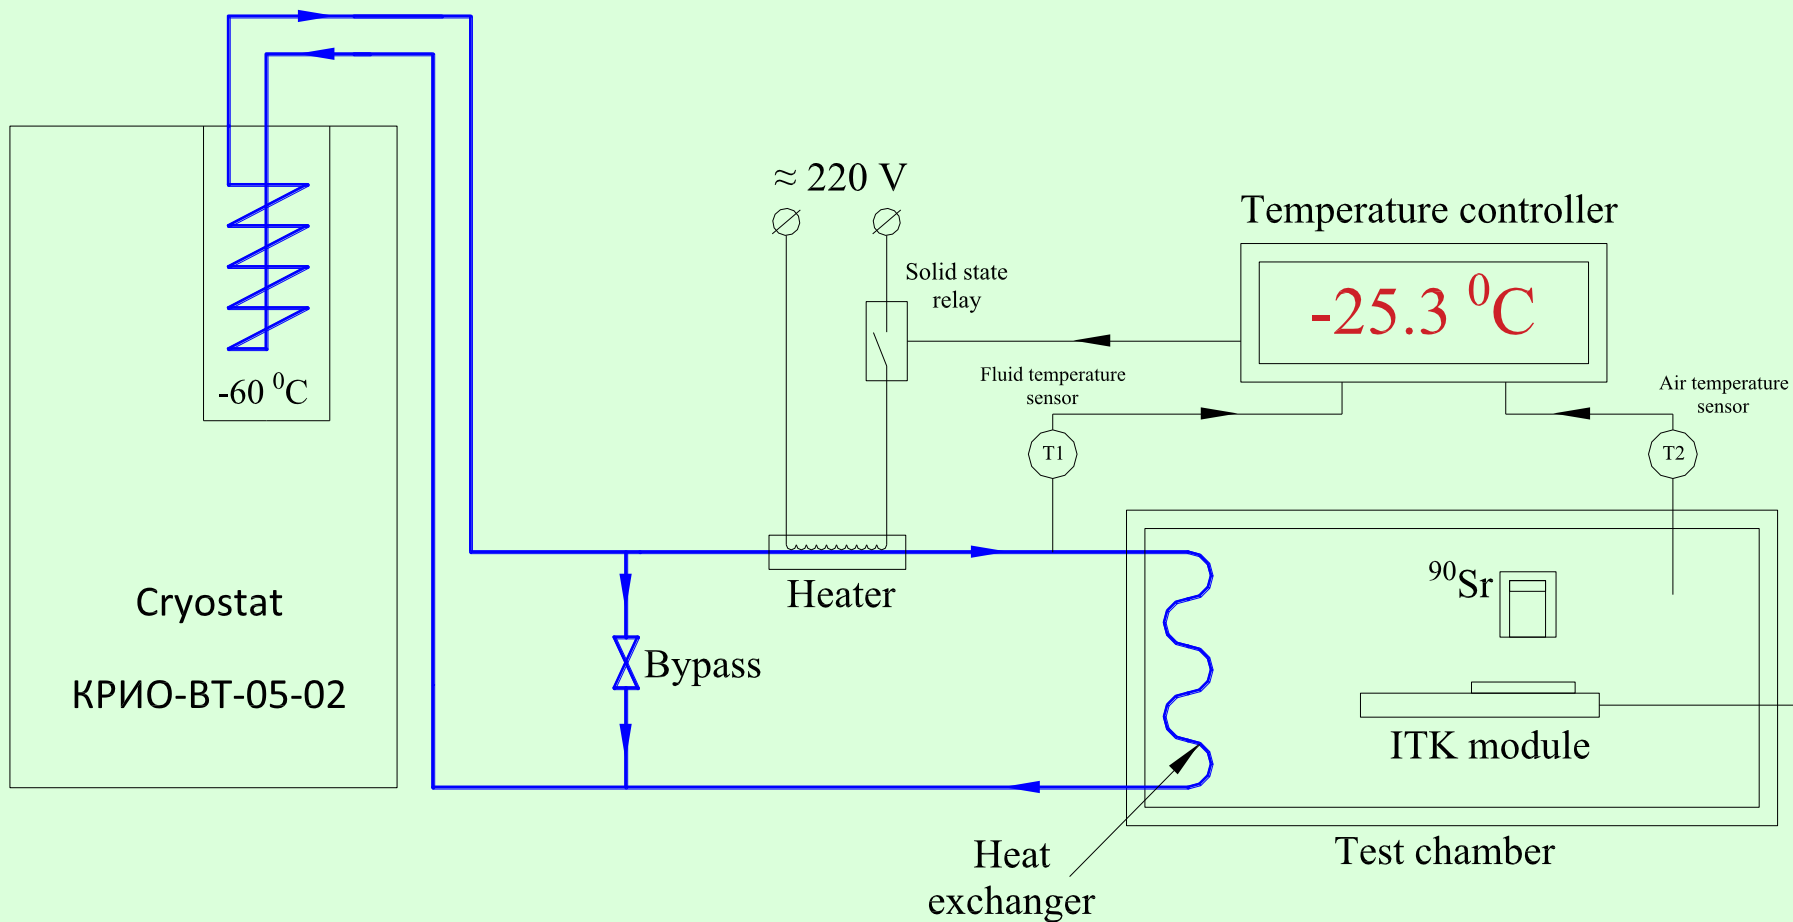 ≈ 220 V
Temperature controller
Solid state
relay
-25.3 ⁰C
Fluid temperature
sensor
Air temperature
sensor
-60 ⁰C
T1
T2
Cryostat
КРИО-ВТ-05-02
Heater
⁹⁰Sr
Bypass
ITK module
Heat
exchanger
Test chamber